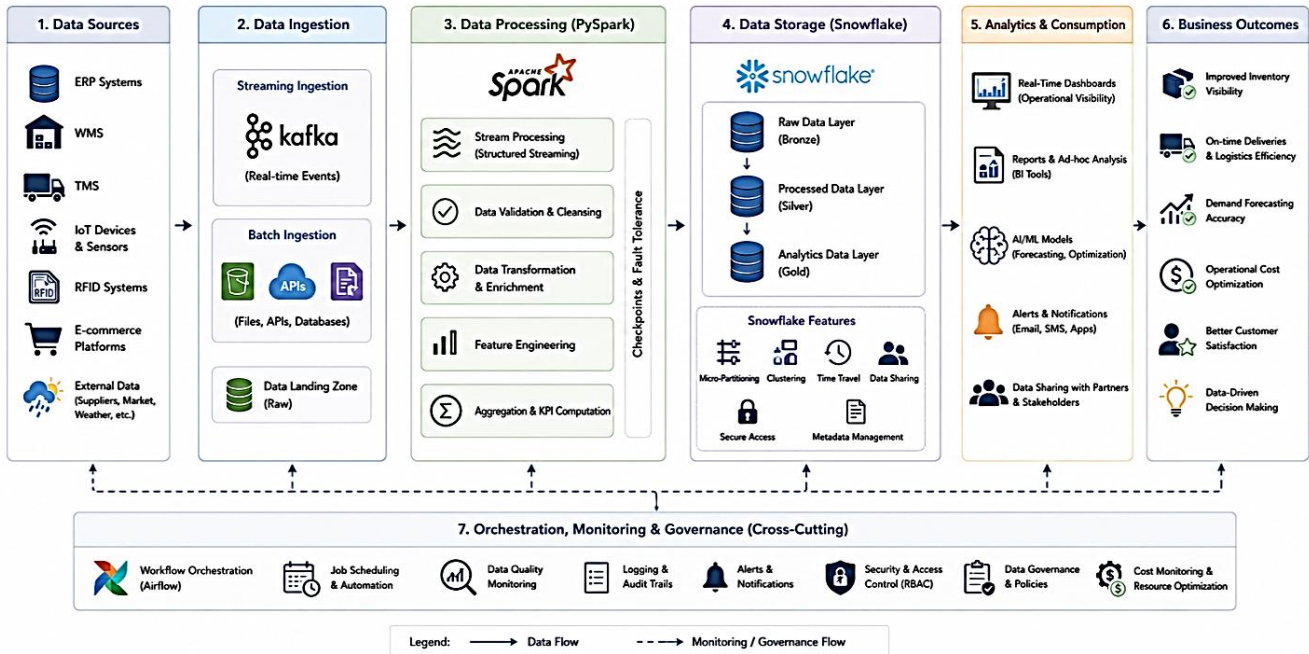 1. Data Sources
ERP Systems
WMS
TMS
IoT Devices
& Sensors
RFID
RFID Systems
E-commerce
Platforms
External Data
(Suppliers, Market,
Weather, etc.)
2. Data Ingestion
Streaming Ingestion
kafka
(Real-time Events)
Batch Ingestion
APIs
(Files, APIs, Databases)
Data Landing Zone
(Raw)
3. Data Processing (PySpark)
APACHE
Spark
Stream Processing
(Structured Streaming)
Data Validation & Cleansing
Data Transformation
& Enrichment
Feature Engineering
Σ
Aggregation & KPI Computation
Checkpoints & Fault Tolerance
4. Data Storage (Snowflake)
snowflake®
Raw Data Layer
(Bronze)
Processed Data Layer
(Silver)
Analytics Data Layer
(Gold)
Snowflake Features
Micro-Partitioning
Clustering
Time Travel
Data Sharing
Secure Access
Metadata Management
5. Analytics & Consumption
Real-Time Dashboards
(Operational Visibility)
Reports & Ad-hoc Analysis
(BI Tools)
AI/ML Models
(Forecasting, Optimization)
Alerts & Notifications
(Email, SMS, Apps)
Data Sharing with Partners
& Stakeholders
6. Business Outcomes
Improved Inventory
Visibility
On-time Deliveries
& Logistics Efficiency
Demand Forecasting
Accuracy
$
Operational Cost
Optimization
Better Customer
Satisfaction
Data-Driven
Decision Making
7. Orchestration, Monitoring & Governance (Cross-Cutting)
Workflow Orchestration
(Airflow)
Job Scheduling
& Automation
Data Quality
Monitoring
Logging &
Audit Trails
Alerts &
Notifications
Security & Access
Control (RBAC)
Data Governance
& Policies
$
$
Cost Monitoring &
Resource Optimization
Legend:
Data Flow
Monitoring / Governance Flow